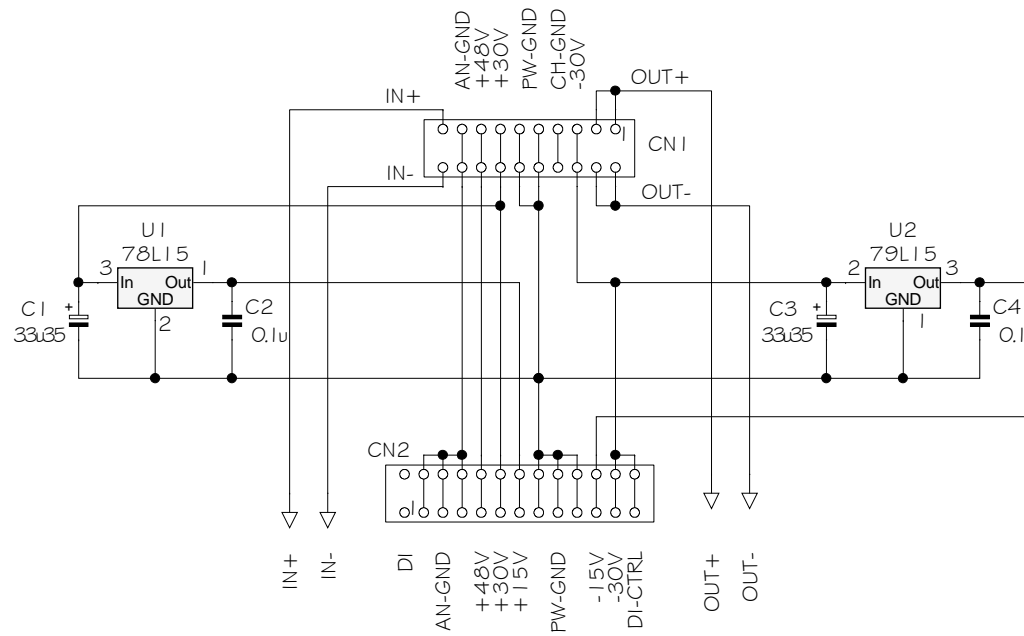 AN-GND
+48V
+30V
PW-GND
CH-GND
-30V
OUT+
IN+
1
CN1
IN-
OUT-
U1
78L15
3
In
Out
1
GND
2
C1
+
33u35
C2
0.1u
U2
79L15
2
In
Out
3
GND
1
C3
+
33u35
C4
0.1
CN2
1
IN+
IN-
DI
AN-GND
+48V
+30V
+15V
PW-GND
-15V
-30V
DI-CTRL
OUT+
OUT-